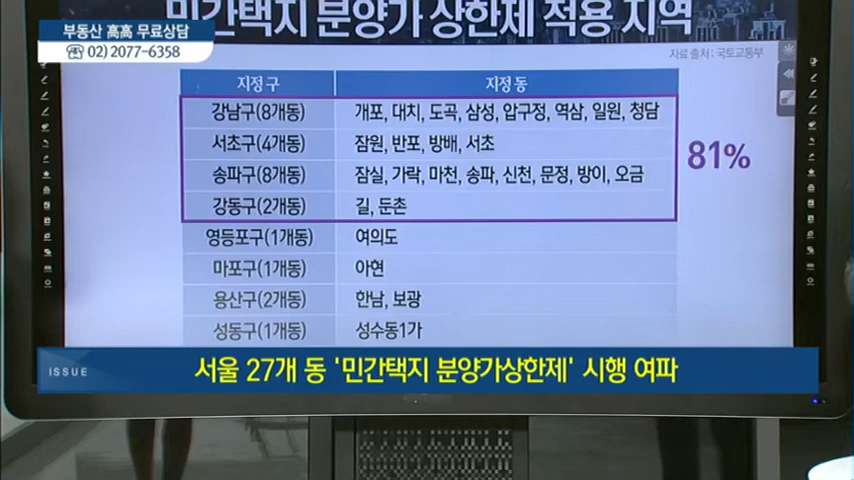 민간택지 분양가 상한제 적용 지역
부동산 高高 무료상담
☎ 02) 2077-6358
자료 출처 : 국토교통부
지정 구 지정 동
강남구(8개동) 개포, 대치, 도곡, 삼성, 압구정, 역삼, 일원, 청담
서초구(4개동) 잠원, 반포, 방배, 서초
송파구(8개동) 잠실, 가락, 마천, 송파, 신천, 문정, 방이, 오금
81%
강동구(2개동) 길, 둔촌
영등포구(1개동) 여의도
마포구(1개동) 아현
용산구(2개동) 한남, 보광
성동구(1개동) 성수동1가
ISSUE 서울 27개 동 '민간택지 분양가상한제' 시행 여파